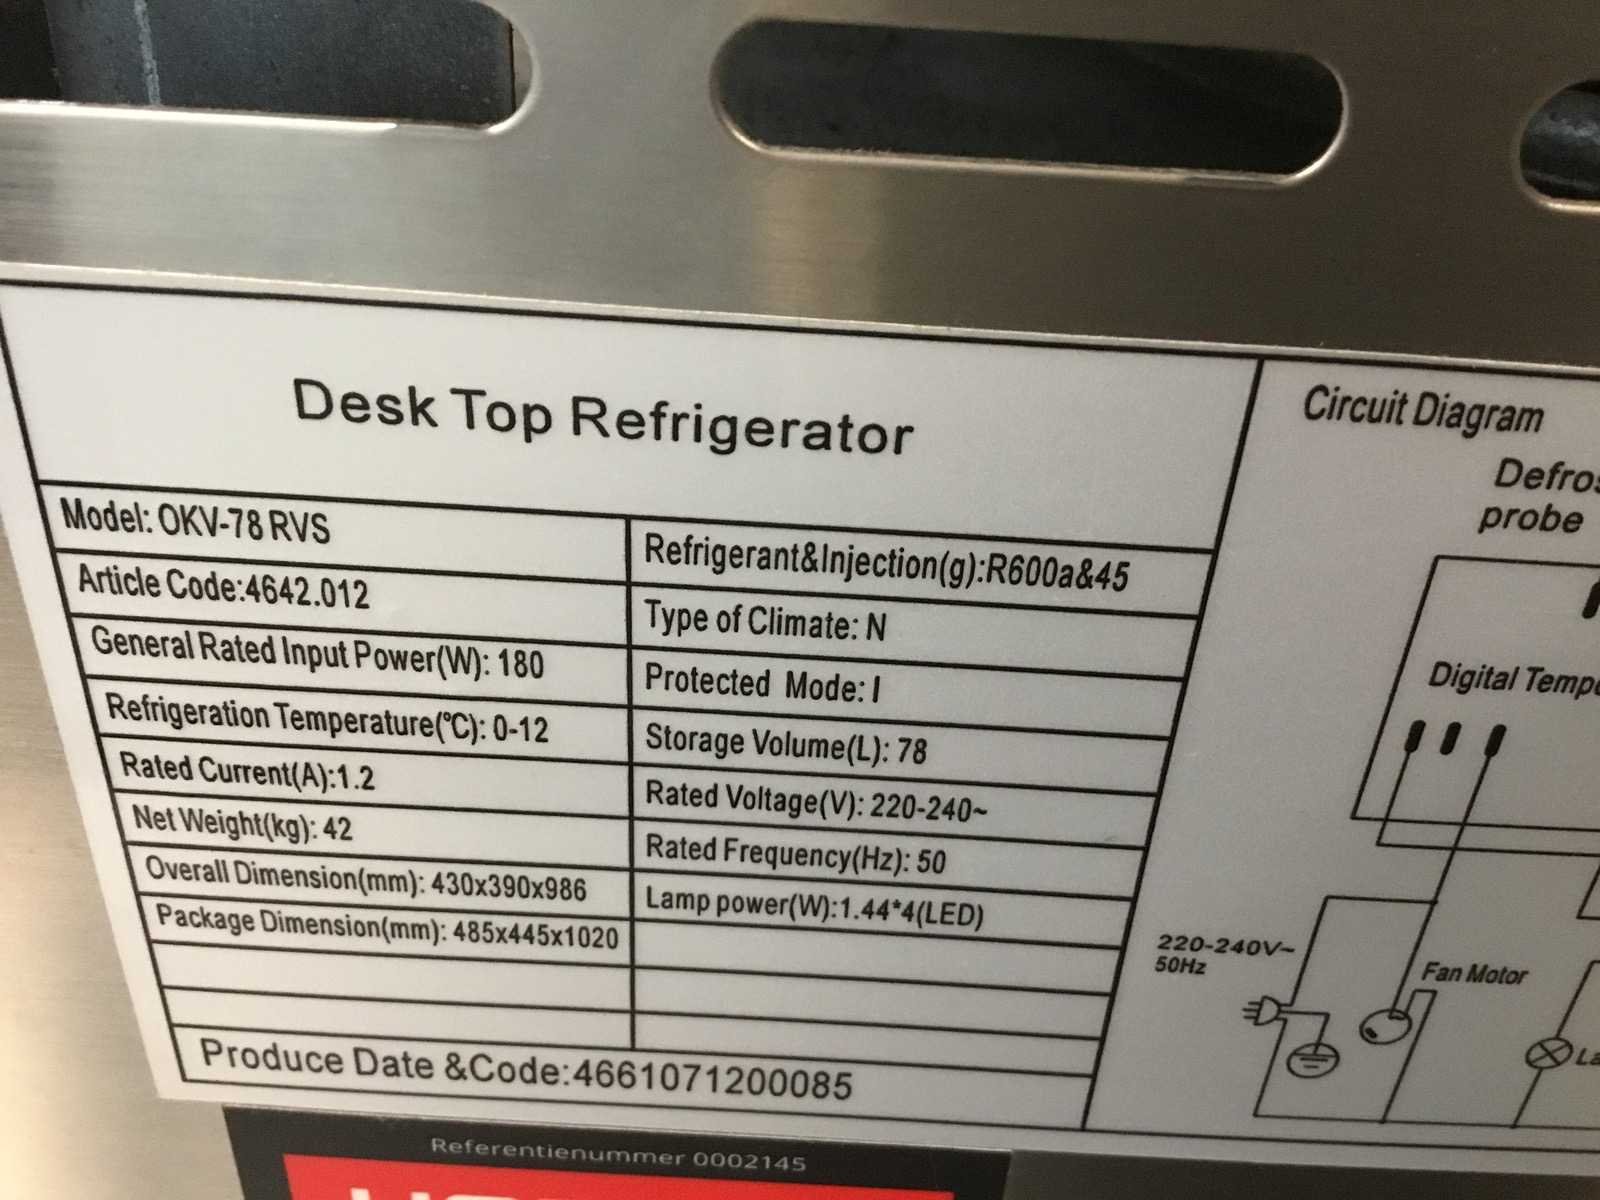 Desk Top Refrigerator
Model: OKV-78 RVS
Article Code:4642.012
General Rated Input Power(W): 180
Refrigeration Temperature(℃): 0-12
Rated Current(A):1.2
Net Weight(kg): 42
Overall Dimension(mm): 430x390x986
Package Dimension(mm): 485x445x1020
Refrigerant&Injection(g):R600a&45
Type of Climate: N
Protected Mode: I
Storage Volume(L): 78
Rated Voltage(V): 220-240~
Rated Frequency(Hz): 50
Lamp power(W):1.44*4(LED)
Produce Date &Code:4661071200085
Circuit Diagram
probe
Digital
220-240V~
50Hz
Fan Motor
Referentienummer 0002145